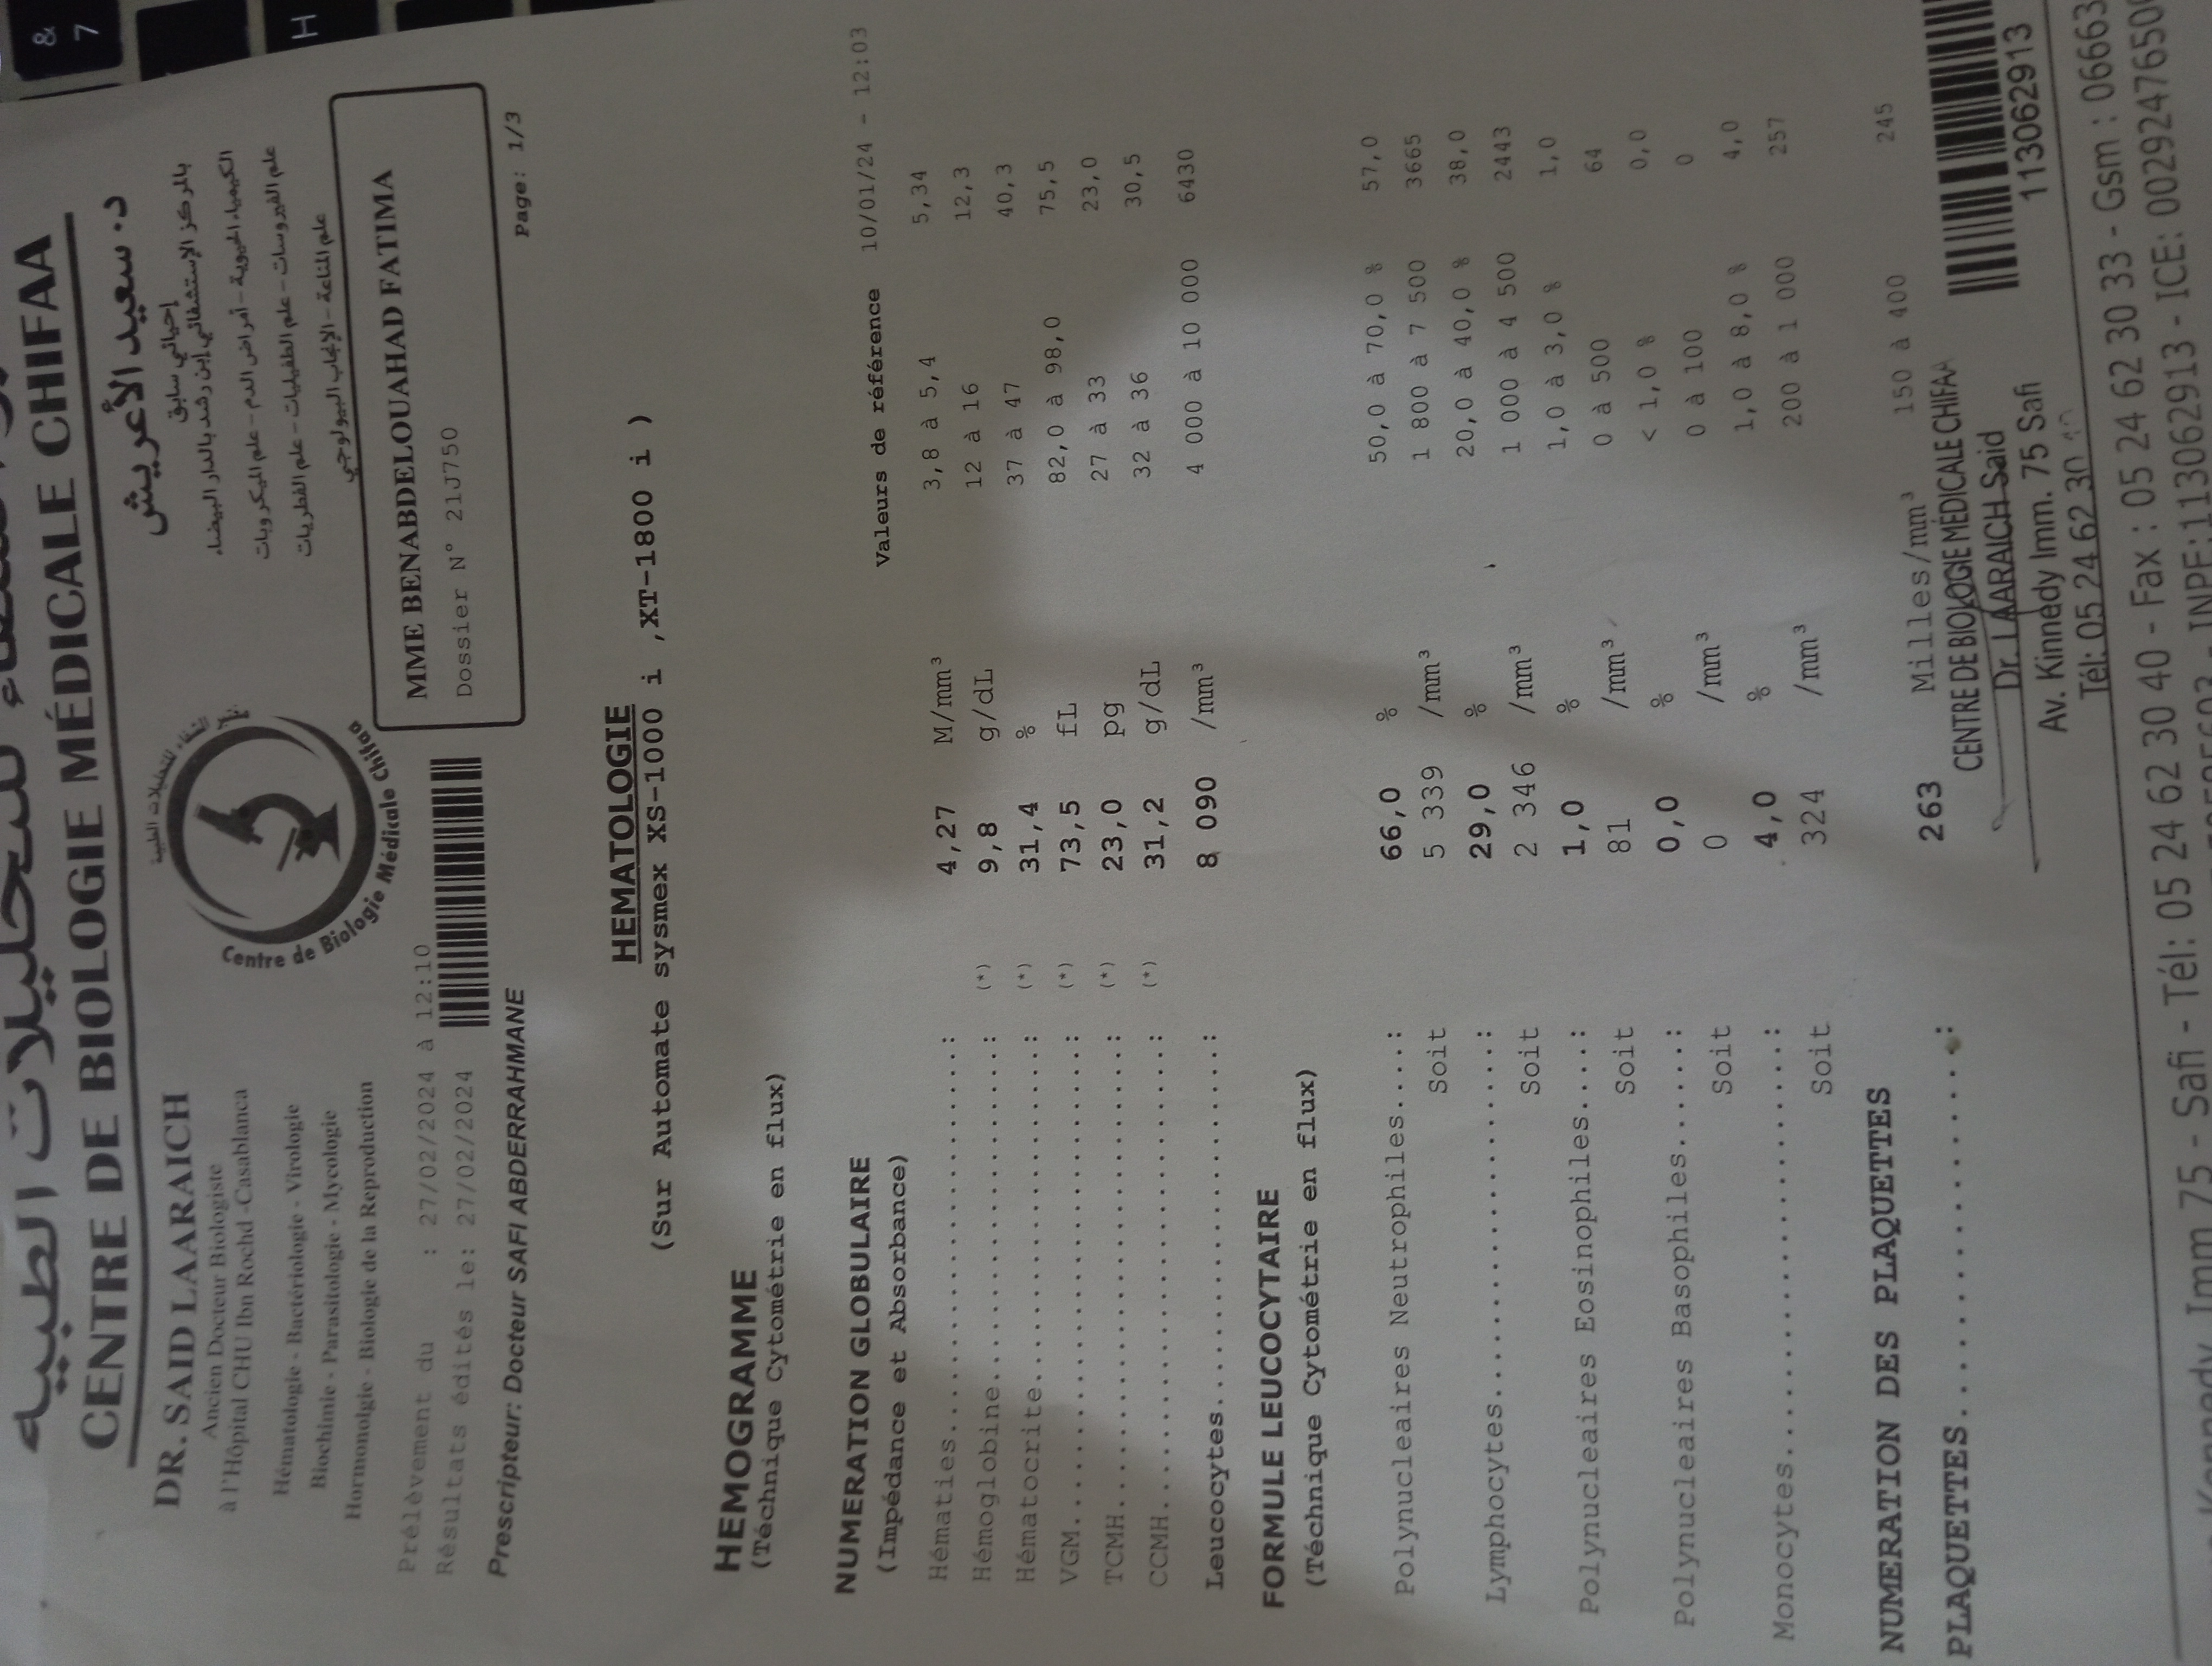 للتحليلات الطبية
CENTRE DE BIOLOGIE MÉDICALE CHIFAA
DR. SAID LAARAICH
Ancien Docteur Biologiste
à l'Hôpital CHU Ibn Rochd -Casablanca
Hématologie - Bactériologie - Virologie
Biochimie - Parasitologie - Mycologie
Hormonolgie - Biologie de la Reproduction
مختبر الشفاء للتحليلات الطبية
Centre de Biologie Médicale Chifaa
د. سعيد الأعريش
إحيائي سابق
بالمركز الإستشفائي إبن رشد بالدار البيضاء
الكيمياء الحيوية - أمراض الدم - علم الميكروبات
علم الفيروسات - علم الطفيليات - علم الفطريات
علم المناعة - الإنجاب البيولوجي
Prélèvement du : 27/02/2024 à 12:10
Résultats édités le: 27/02/2024
Prescripteur: Docteur SAFI ABDERRAHMANE
MME BENABDELOUAHAD FATIMA
Dossier N° 21J750
Page: 1/3
HEMATOLOGIE
(Sur Automate sysmex XS-1000 i ,XT-1800 i )
HEMOGRAMME
(Téchnique Cytométrie en flux)
NUMERATION GLOBULAIRE
(Impédance et Absorbance)
Valeurs de référence 10/01/24 - 12:03
Hématies......................: 4,27 M/mm³ 3,8 à 5,4 5,34
Hémoglobine...................: (*) 9,8 g/dL 12 à 16 12,3
Hématocrite...................: (*) 31,4 % 37 à 47 40,3
VGM...........................: (*) 73,5 fL 82,0 à 98,0 75,5
TCMH..........................: (*) 23,0 pg 27 à 33 23,0
CCMH..........................: (*) 31,2 g/dL 32 à 36 30,5
Leucocytes....................: 8 090 /mm³ 4 000 à 10 000 6430
FORMULE LEUCOCYTAIRE
(Téchnique Cytométrie en flux)
Polynucleaires Neutrophiles....: 66,0 % 50,0 à 70,0 % 57,0
Soit 5 339 /mm³ 1 800 à 7 500 3665
Lymphocytes...................: 29,0 % 20,0 à 40,0 % 38,0
Soit 2 346 /mm³ 1 000 à 4 500 2443
Polynucleaires Eosinophiles....: 1,0 % 1,0 à 3,0 % 1,0
Soit 81 /mm³ 0 à 500 64
Polynucleaires Basophiles......: 0,0 % < 1,0 % 0,0
Soit 0 /mm³ 0 à 100 0
Monocytes.....................: 4,0 % 1,0 à 8,0 % 4,0
Soit 324 /mm³ 200 à 1 000 257
NUMERATION DES PLAQUETTES
PLAQUETTES..................: 263 Milles/mm³ 150 à 400 245
CENTRE DE BIOLOGIE MÉDICALE CHIFAA
Dr. LAARAICH Said
Av. Kinnedy Imm. 75 Safi
Tél: 05 24 62 30 40
113062913
Kennedy, Imm 75 - Safi - Tél: 05 24 62 30 40 - Fax : 05 24 62 30 33 - Gsm : 06663
- INPE:113062913 - ICE: 0029247650
&
7
H